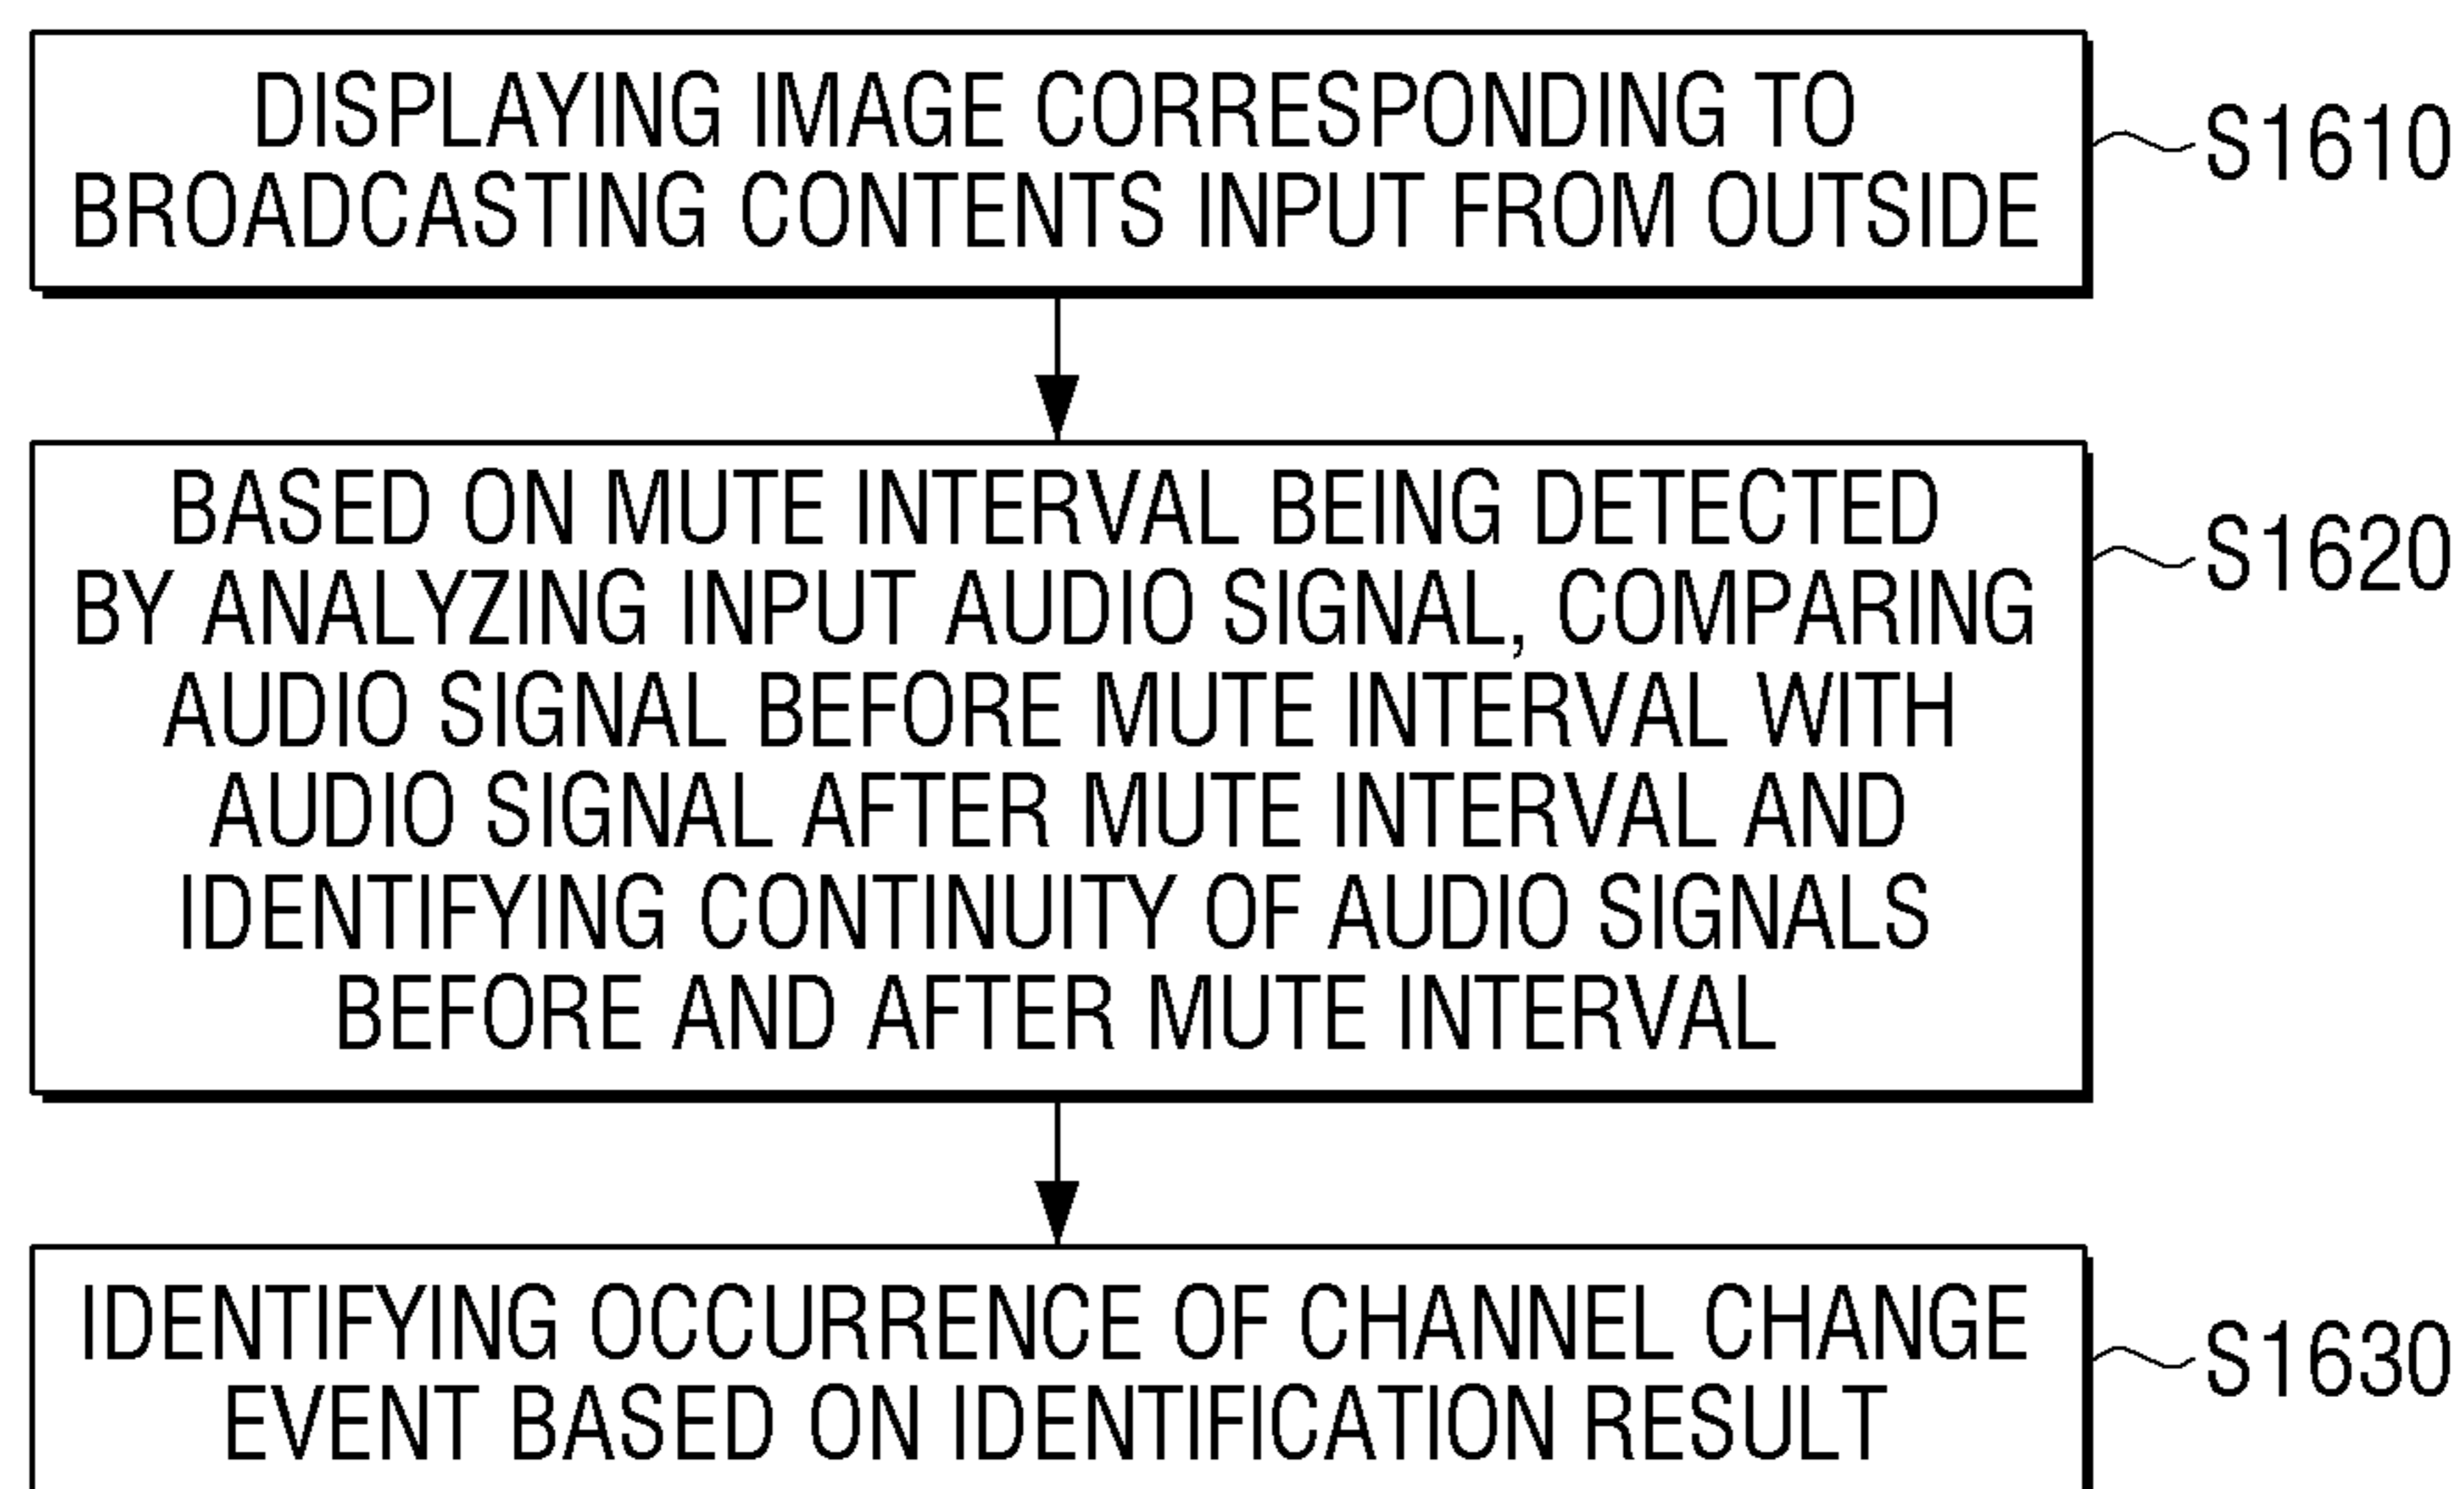 DISPLAYING IMAGE CORRESPONDING TO
BROADCASTING CONTENTS INPUT FROM OUTSIDE
S1610
BASED ON MUTE INTERVAL BEING DETECTED
BY ANALYZING INPUT AUDIO SIGNAL, COMPARING
AUDIO SIGNAL BEFORE MUTE INTERVAL WITH
AUDIO SIGNAL AFTER MUTE INTERVAL AND
IDENTIFYING CONTINUITY OF AUDIO SIGNALS
BEFORE AND AFTER MUTE INTERVAL
S1620
IDENTIFYING OCCURRENCE OF CHANNEL CHANGE
EVENT BASED ON IDENTIFICATION RESULT
S1630